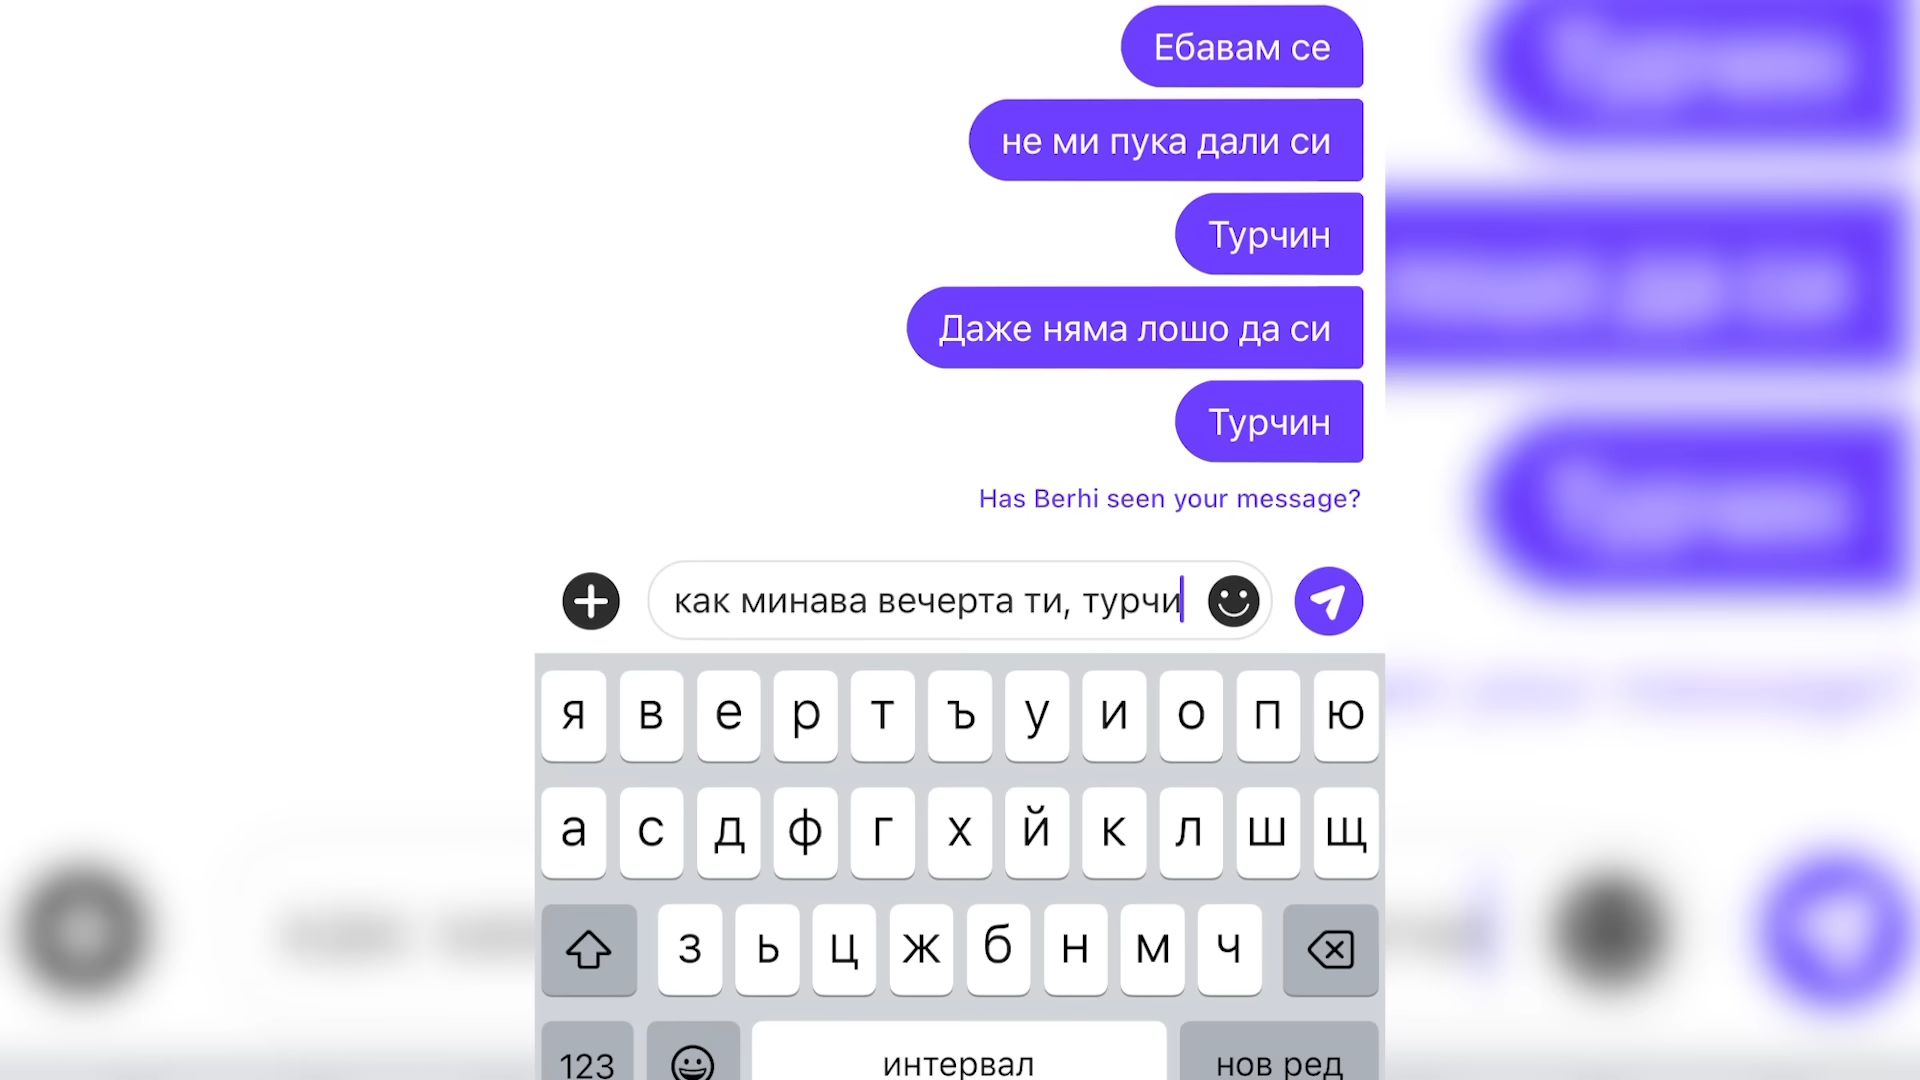 Ебавам се
не ми пука дали си
Турчин
Даже няма лошо да си
Турчин
Has Berhi seen your message?
как минава вечерта ти, турчи
я в е р т ъ у и о п ю
а с д ф г х й к л ш щ
з ь ц ж б н м ч
123 интервал нов ред